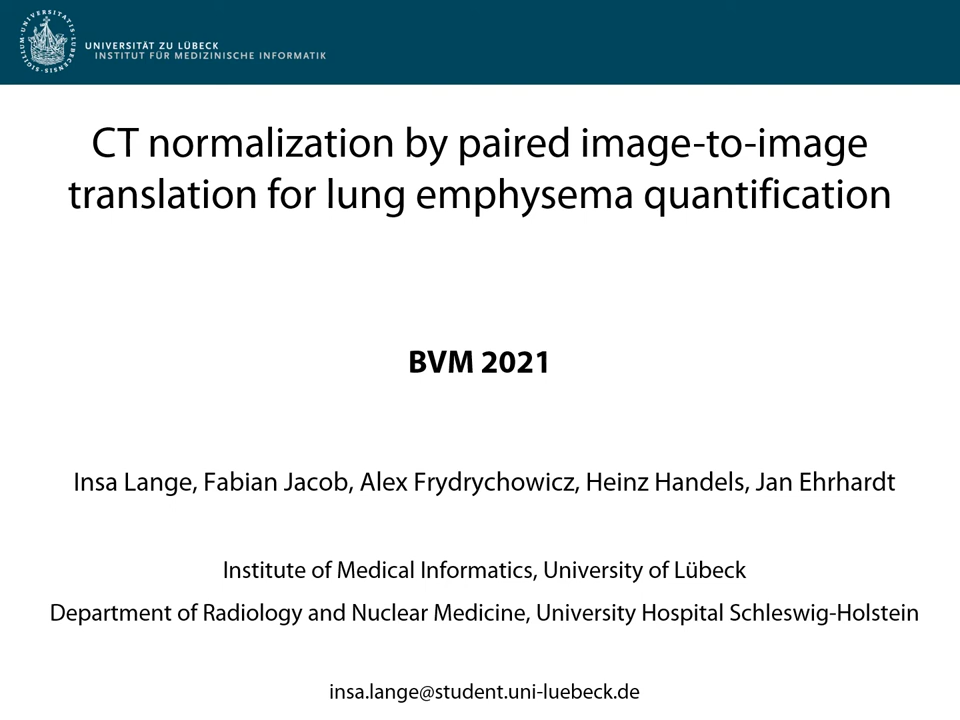 UNIVERSITÄT ZU LÜBECK
INSTITUT FÜR MEDIZINISCHE INFORMATIK
CT normalization by paired image-to-image
translation for lung emphysema quantification
BVM 2021
Insa Lange, Fabian Jacob, Alex Frydrychowicz, Heinz Handels, Jan Ehrhardt
Institute of Medical Informatics, University of Lübeck
Department of Radiology and Nuclear Medicine, University Hospital Schleswig-Holstein
insa.lange@student.uni-luebeck.de